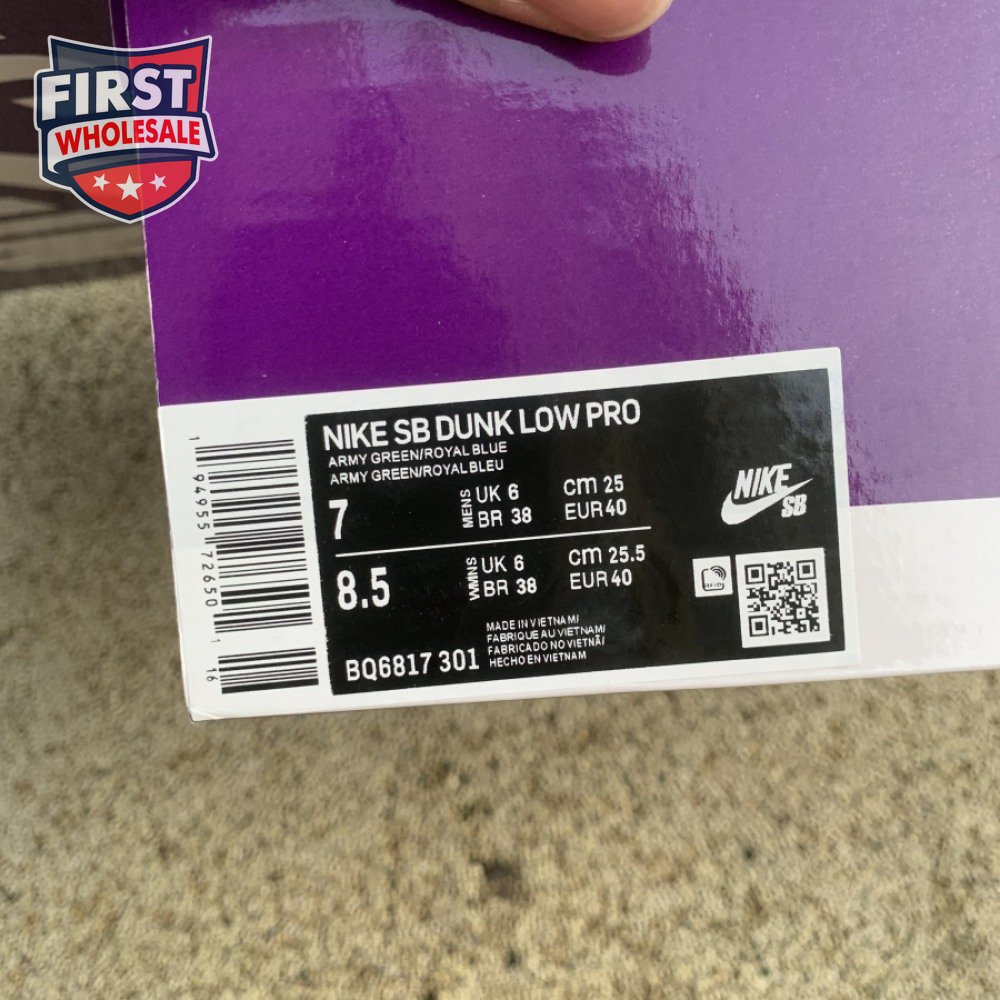 FIRST
WHOLESALE
NIKE SB DUNK LOW PRO
ARMY GREEN/ROYAL BLUE
ARMY GREEN/ROYAL BLEU
7 MENS UK 6 cm 25
BR 38 EUR 40
8.5 WMNS UK 6 cm 25.5
BR 38 EUR 40
NIKE
SB
MADE IN VIETNAM/
FABRIQUE AU VIETNAM/
FABRICADO NO VIETNÃ/
HECHO EN VIETNAM
BQ6817 301
1 94955 72650 1
16